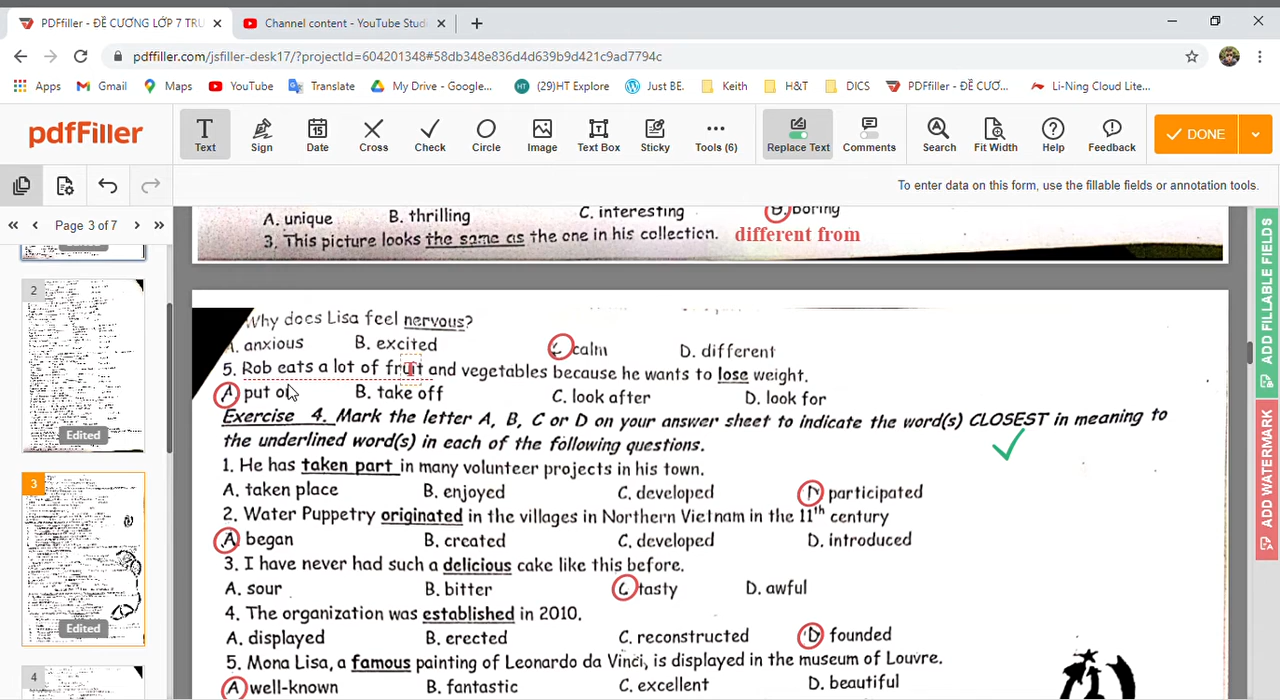 PDFfiller - ĐỀ CƯƠNG LỚP 7 TRU
Channel content - YouTube Studi
pdffiller.com/jsfiller-desk17/?projectId=604201348#58db348e836d4d639b9d421c9ad7794c
Apps Gmail Maps YouTube Translate My Drive - Google... (29)HT Explore Just BE. Keith H&T DICS PDFfiller - ĐỀ CƯƠ... Li-Ning Cloud Lite...
pdfFiller Text Sign Date Cross Check Circle Image Text Box Sticky Tools (6) Replace Text Comments Search Fit Width Help Feedback DONE
To enter data on this form, use the fillable fields or annotation tools.
Page 3 of 7
A. unique B. thrilling C. interesting B. boring
3. This picture looks the same as the one in his collection. different from
Why does Lisa feel nervous?
A. anxious B. excited C calm D. different
5. Rob eats a lot of fruit and vegetables because he wants to lose weight.
A put on B. take off C. look after D. look for
Exercise 4. Mark the letter A, B, C or D on your answer sheet to indicate the word(s) CLOSEST in meaning to
the underlined word(s) in each of the following questions.
1. He has taken part in many volunteer projects in his town.
A. taken place B. enjoyed C. developed D participated
2. Water Puppetry originated in the villages in Northern Vietnam in the 11th century
A began B. created C. developed D. introduced
3. I have never had such a delicious cake like this before.
A. sour B. bitter C tasty D. awful
4. The organization was established in 2010.
A. displayed B. erected C. reconstructed D founded
5. Mona Lisa, a famous painting of Leonardo da Vinci, is displayed in the museum of Louvre.
A well-known B. fantastic C. excellent D. beautiful
Edited
2
Edited
3
Edited
4
ADD FILLABLE FIELDS
ADD WATERMARK